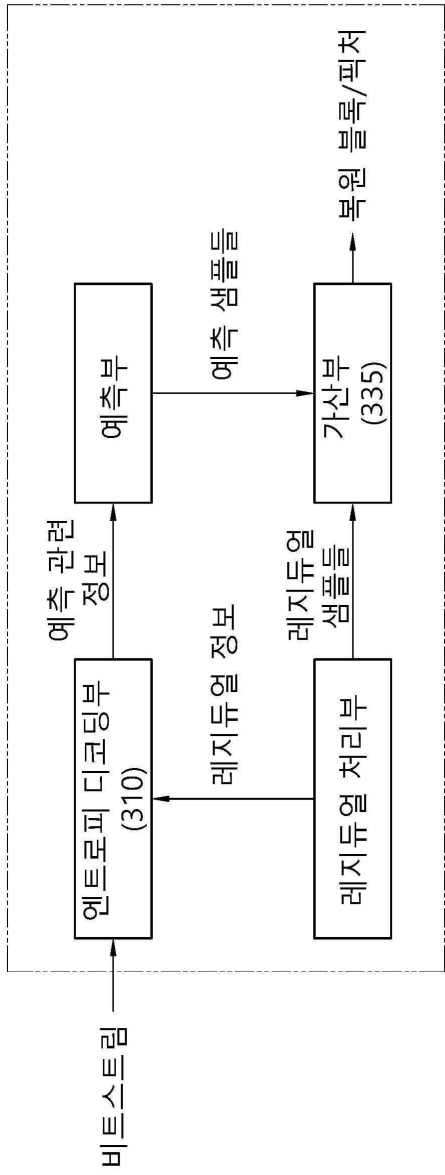 비트스트림
엔트로피 디코딩부
(310)
예측 관련
정보
예측부
레지듀얼 정보
예측 샘플들
레지듀얼 처리부
레지듀얼
샘플들
가산부
(335)
복원 블록/픽처